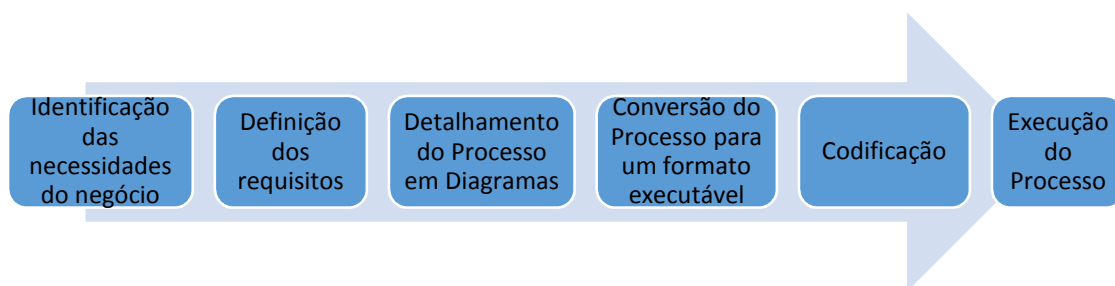 Identificação
das
necessidades
do negócio
Definição
dos
requisitos
Detalhamento
do Processo
em Diagramas
Conversão do
Processo para
um formato
executável
Codificação
Execução
do
Processo